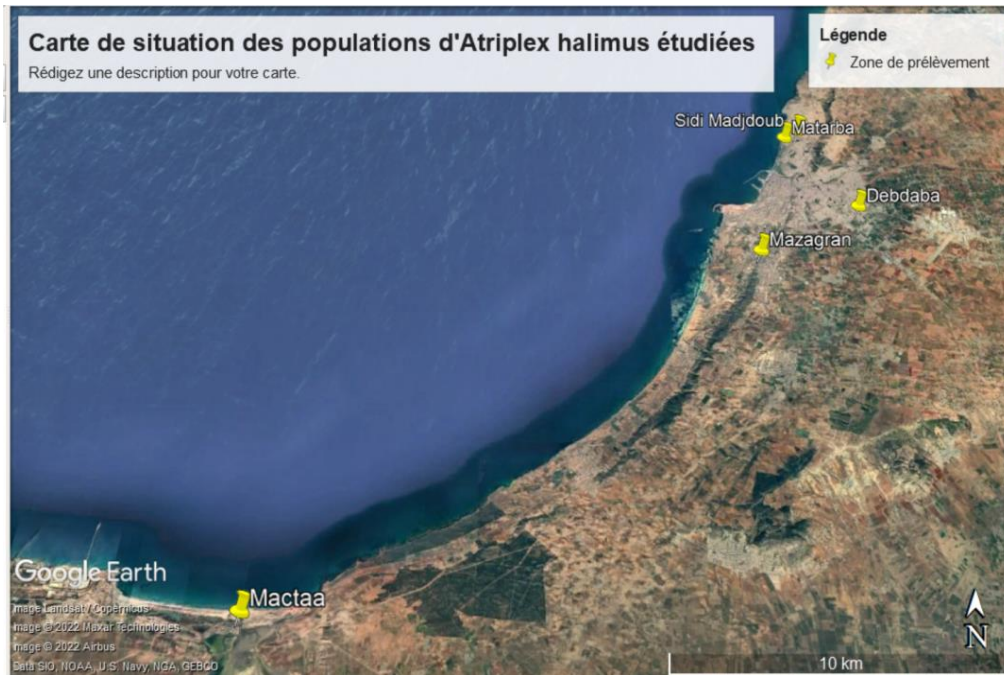 Carte de situation des populations d'Atriplex halimus étudiées
Rédigez une description pour votre carte.
Légende
Zone de prélèvement
Sidi Madjdoub
Matarba
Debdaba
Mazagran
Mactaa
Google Earth
Image Landsat / Copernicus
Image © 2022 Maxar Technologies
Image © 2022 Airbus
Data SIO, NOAA, U.S. Navy, NGA, GEBCO
N
10 km